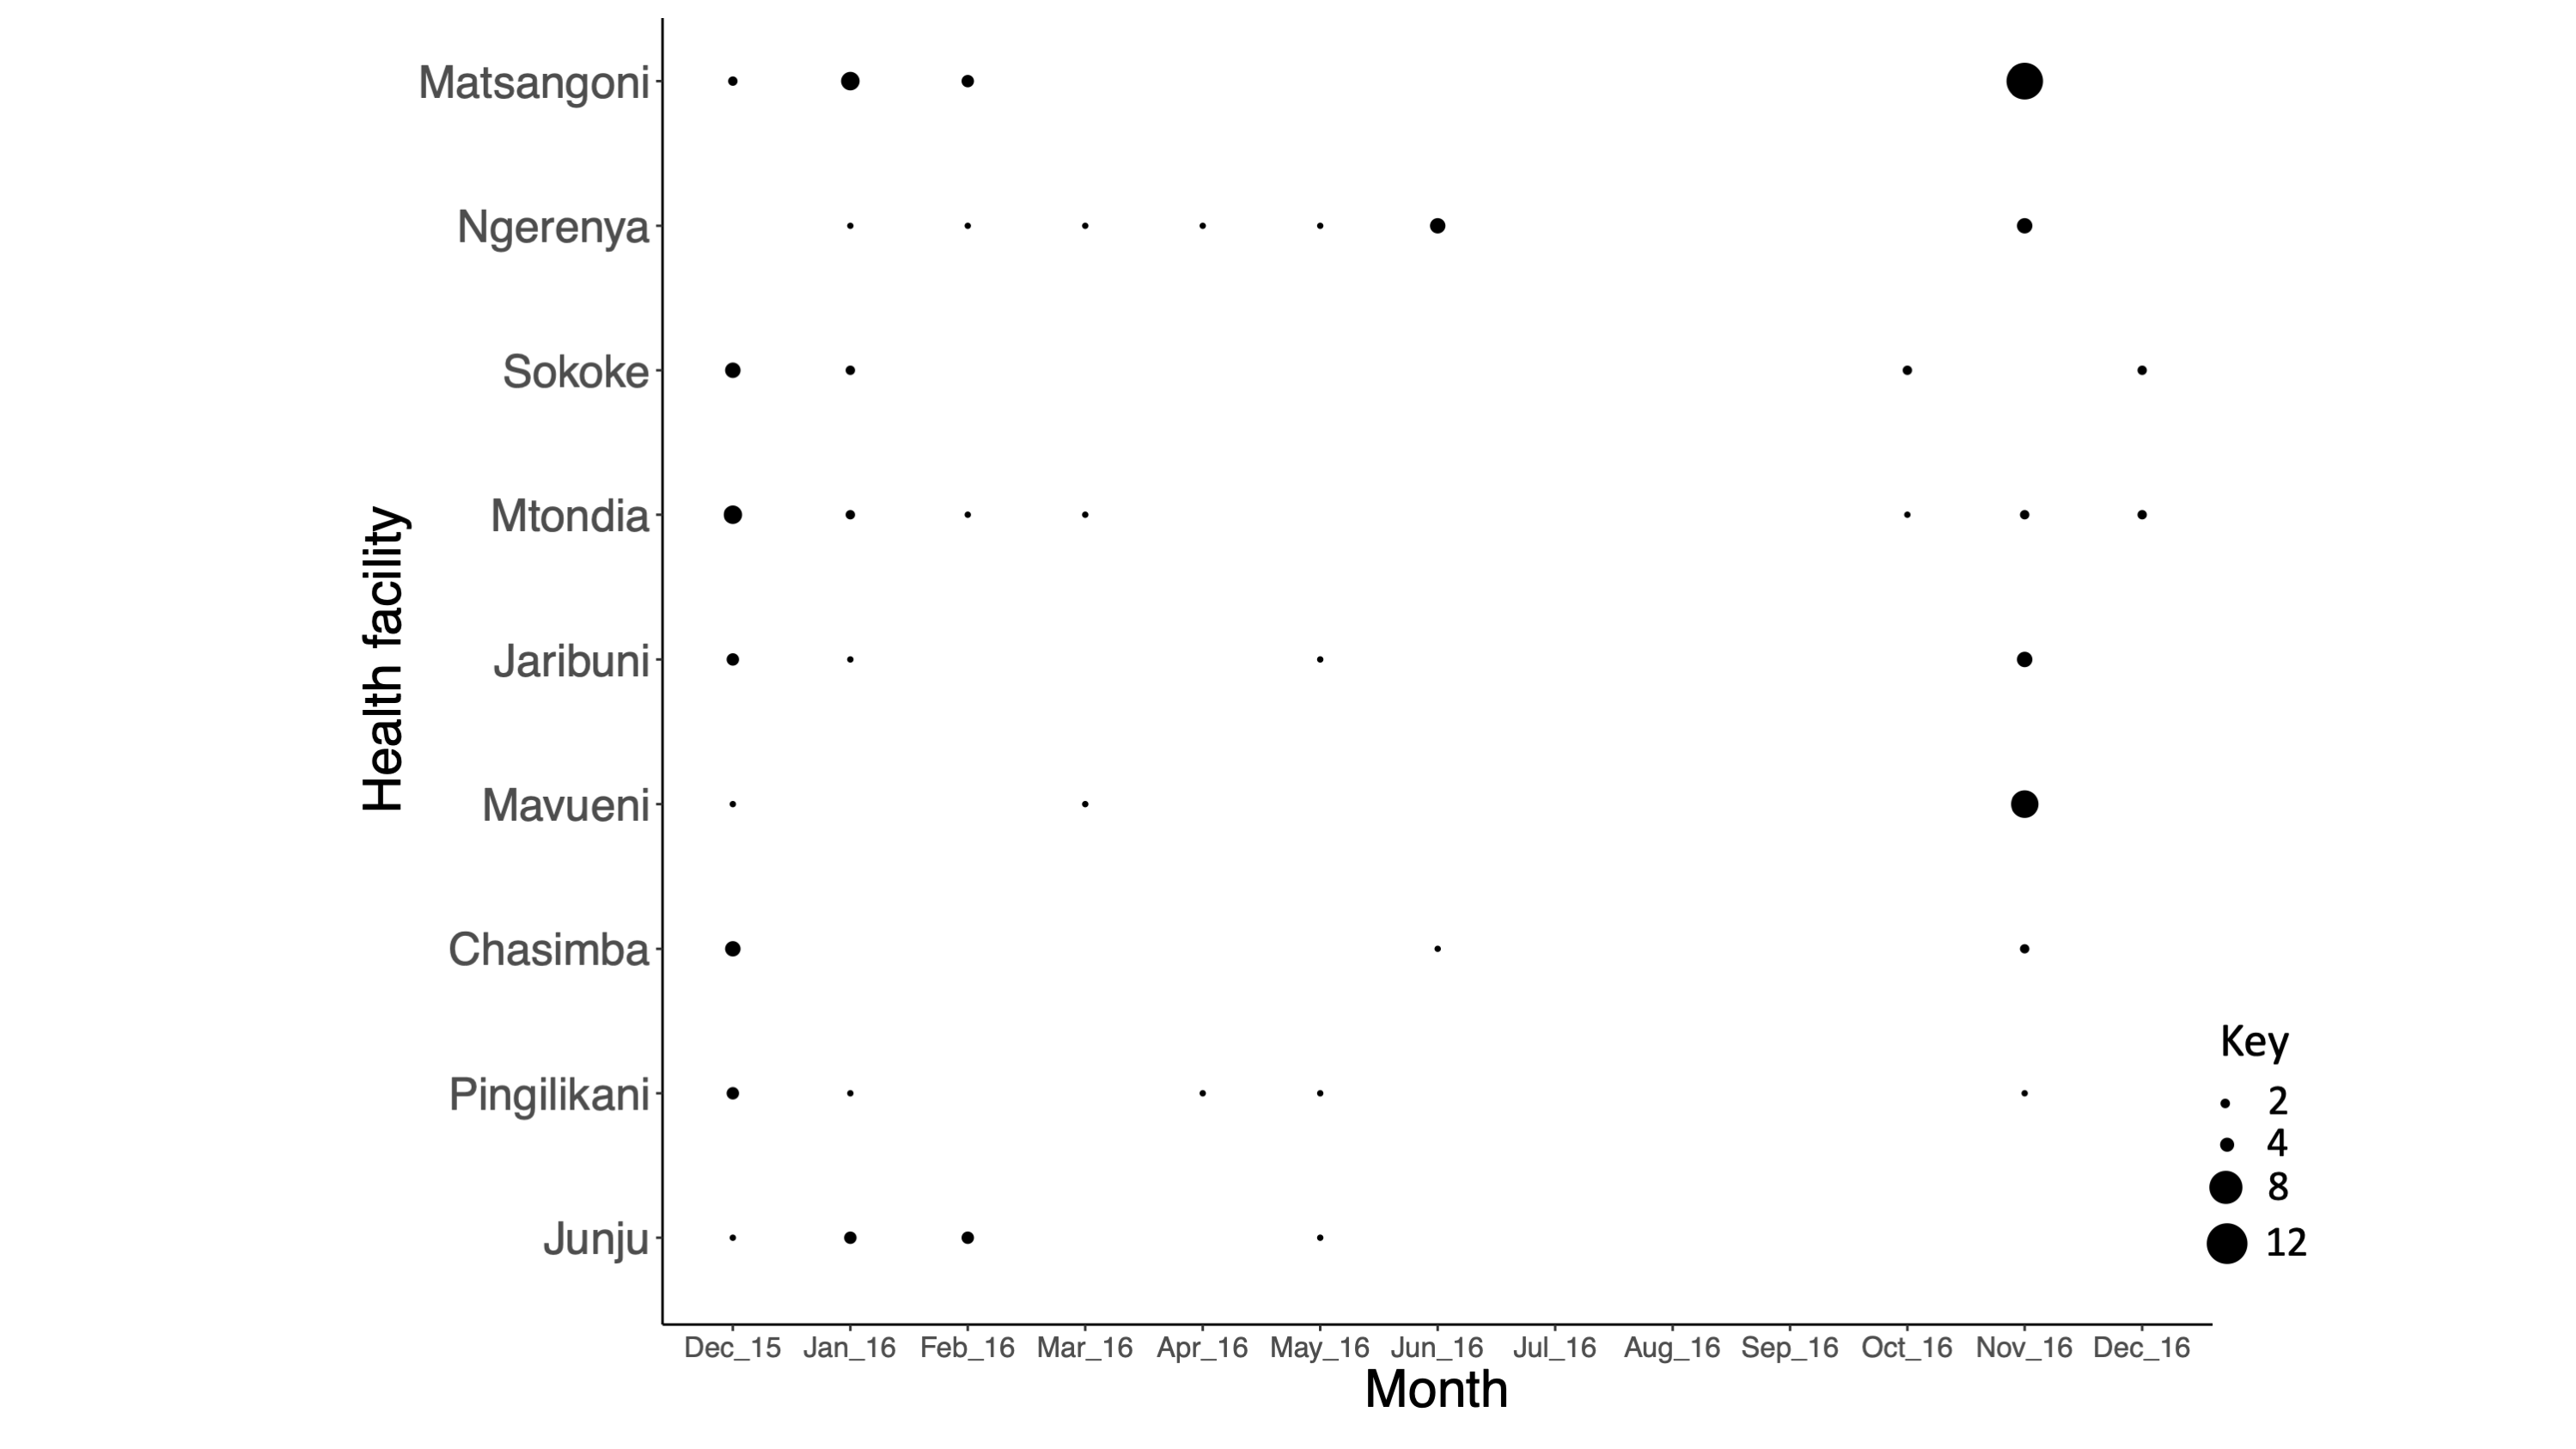 Matsangoni
Ngerenya
Sokoke
Mtondia
Jaribuni
Mavueni
Chasimba
Pingilikani
Junju
Health facility
Dec_15 Jan_16 Feb_16 Mar_16 Apr_16 May_16 Jun_16 Jul_16 Aug_16 Sep_16 Oct_16 Nov_16 Dec_16
Month
Key
2
4
8
12